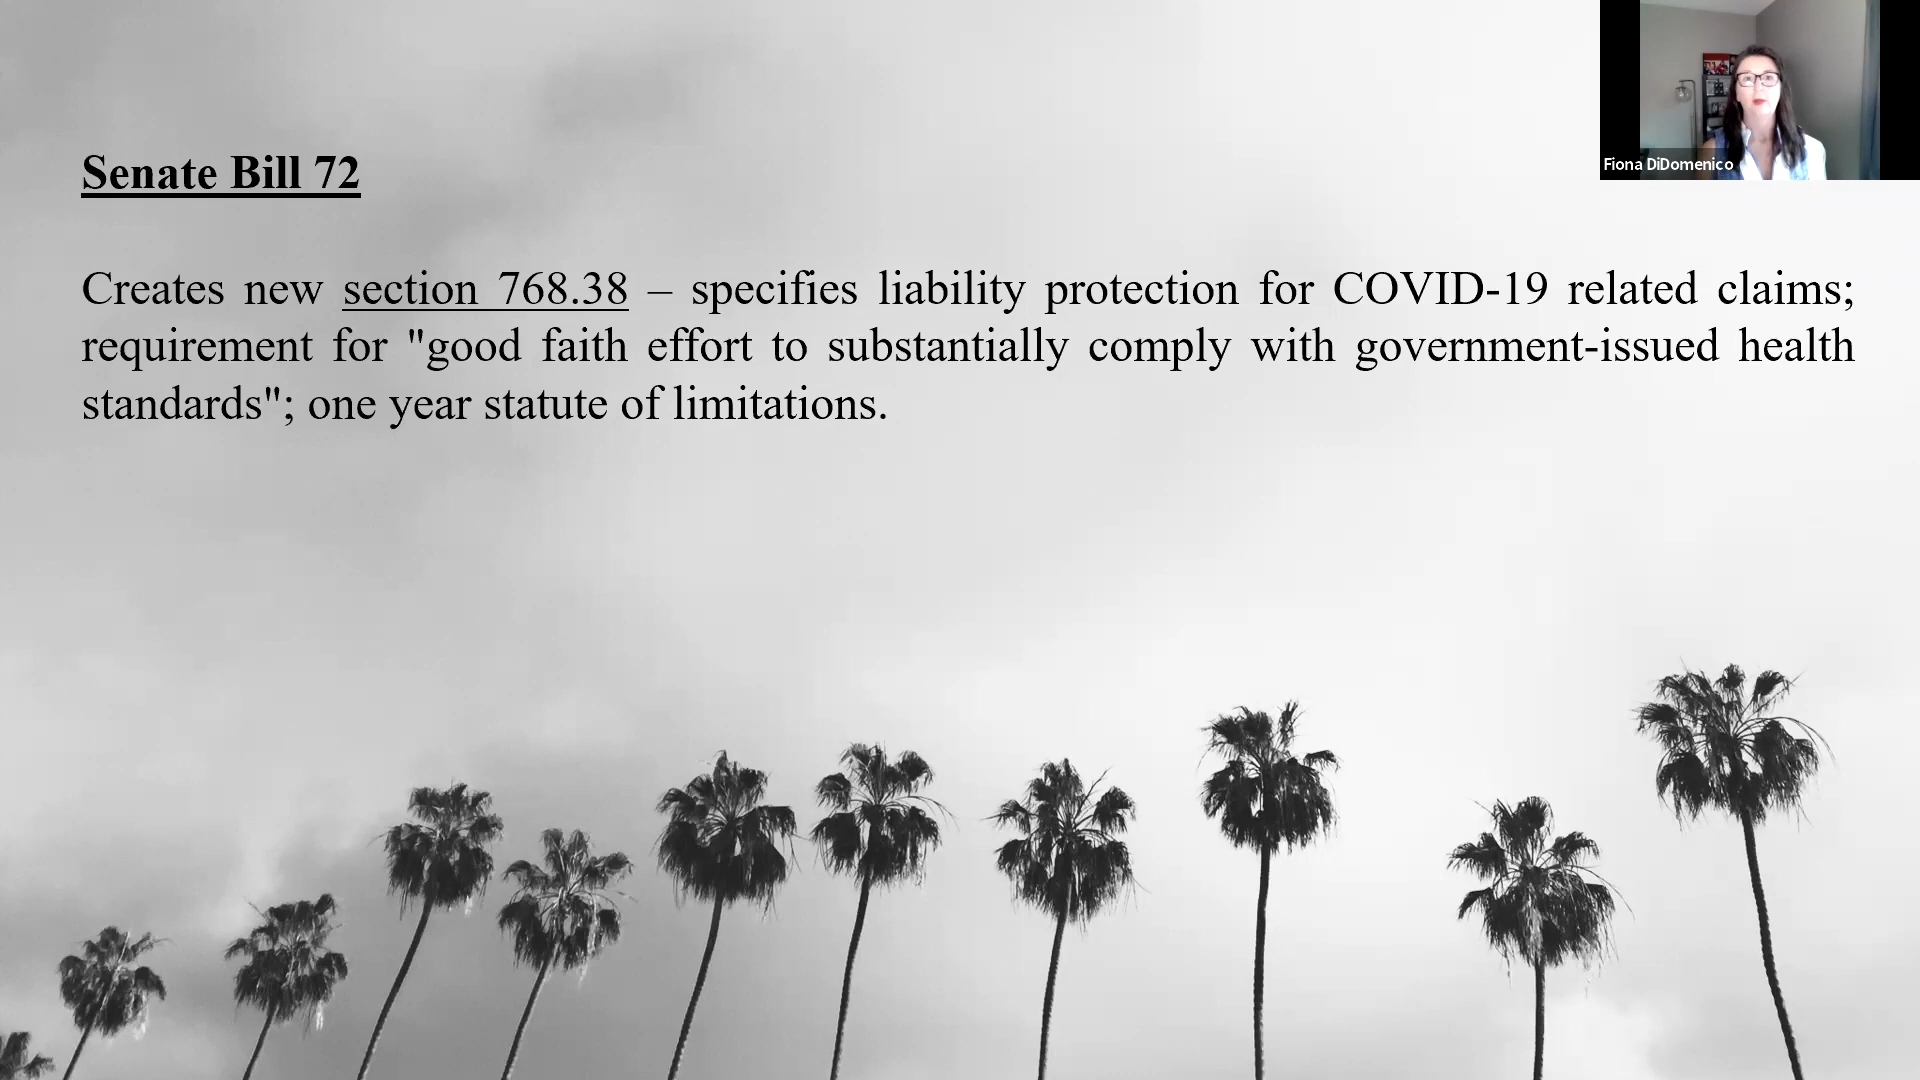 Fiona DiDomenico
Senate Bill 72
Creates new section 768.38 – specifies liability protection for COVID-19 related claims;
requirement for "good faith effort to substantially comply with government-issued health
standards"; one year statute of limitations.